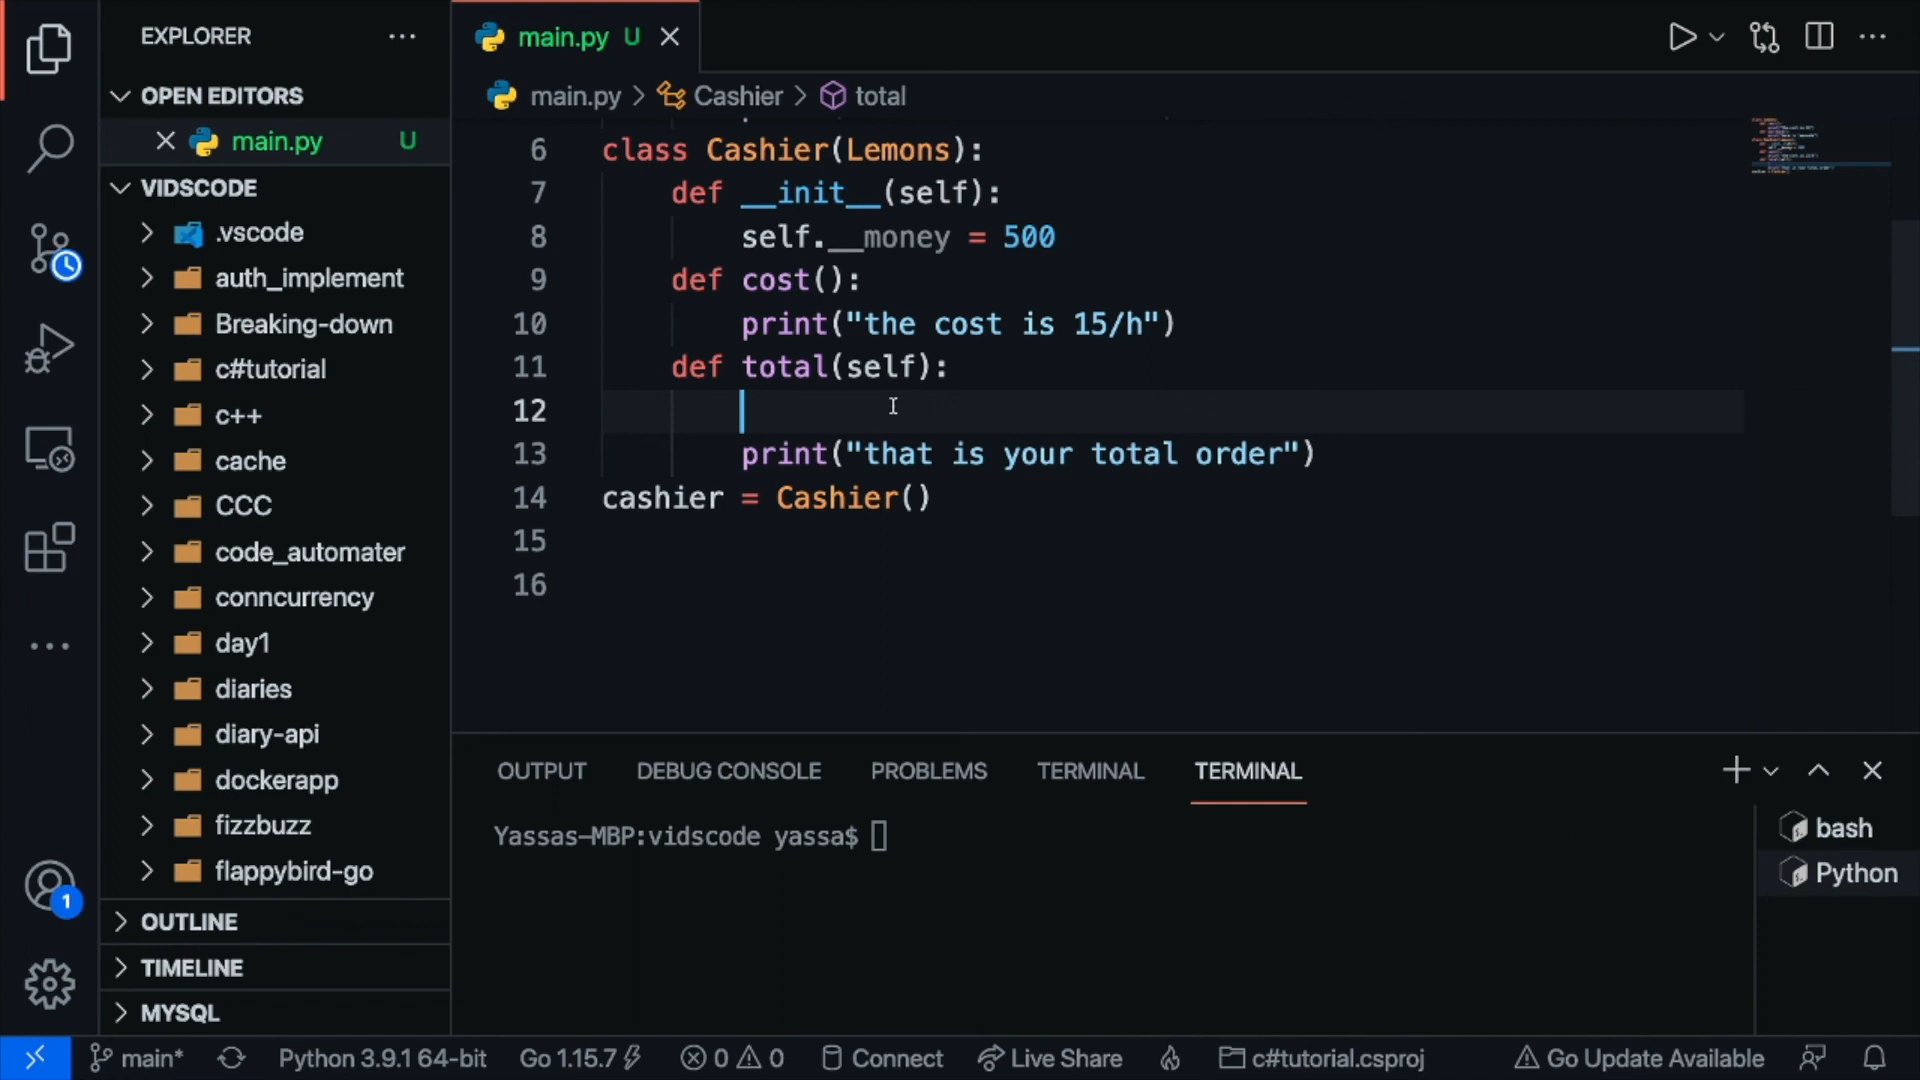 EXPLORER
OPEN EDITORS
main.py U
VIDSCODE
.vscode
auth_implement
Breaking-down
c#tutorial
c++
cache
CCC
code_automater
conncurrency
day1
diaries
diary-api
dockerapp
fizzbuzz
flappybird-go
OUTLINE
TIMELINE
MYSQL
main.py U
main.py > Cashier > total
6 class Cashier(Lemons):
7 def __init__(self):
8 self.__money = 500
9 def cost():
10 print("the cost is 15/h")
11 def total(self):
12
13 print("that is your total order")
14 cashier = Cashier()
15
16
OUTPUT DEBUG CONSOLE PROBLEMS TERMINAL TERMINAL
Yassas-MBP:vidscode yassa$
bash
Python
1
main* Python 3.9.1 64-bit Go 1.15.7 0 0 Connect Live Share c#tutorial.csproj Go Update Available